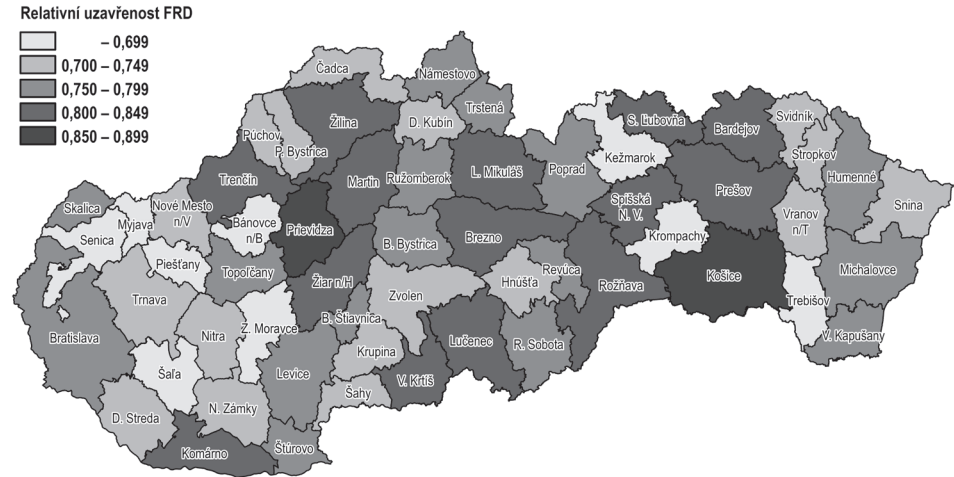 Relativní uzavřenost FRD
– 0,699
0,700 – 0,749
0,750 – 0,799
0,800 – 0,849
0,850 – 0,899
Čadca
Námestovo
Trstená
Žilina
D. Kubín
Púchov
P. Bystrica
S. Ľubovňa
Bardejov
Svidník
Stropkov
Kežmarok
Humenné
Trenčín
Martin
Ružomberok
L. Mikuláš
Poprad
Prešov
Snina
Skalica
Nové Mesto
n/V
Spišská
N. V.
Vranov
n/T
Myjava
Senica
Bánovce
n/B
Prievidza
B. Bystrica
Brezno
Krompachy
Piešťany
Topoľčany
Žiar n/H
Revúca
Hnúšťa
Rožňava
Košice
Michalovce
Trnava
Zvolen
Trebišov
Bratislava
Nitra
Z. Moravce
B. Štiavnica
Krupina
Lučenec
R. Sobota
V. Kapušany
Šaľa
Levice
V. Krtíš
Šahy
D. Streda
N. Zámky
Komárno
Štúrovo